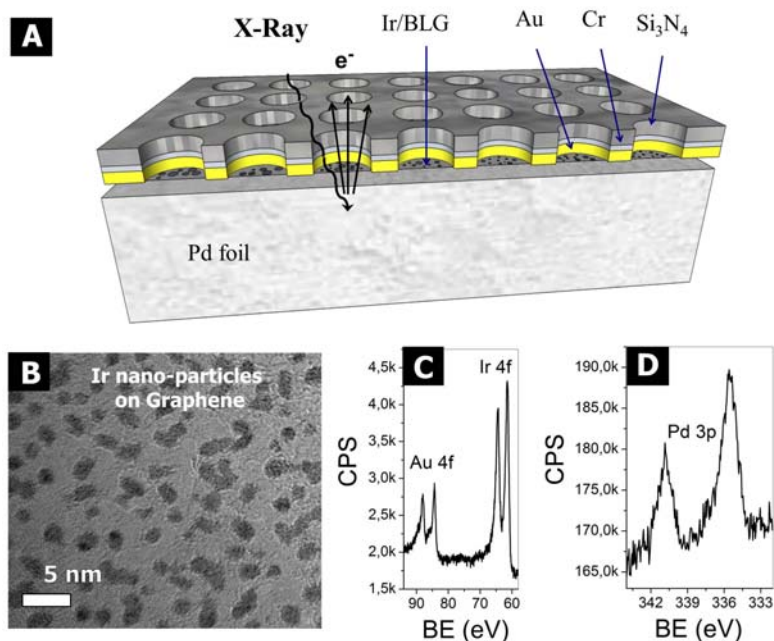 A
X-Ray
e-
Ir/BLG
Au
Cr
Si3N4
Pd foil
B
Ir nano-particles
on Graphene
5 nm
C
4,5k
4,0k
3,5k
3,0k
2,5k
2,0k
1,5k
CPS
Ir 4f
Au 4f
90
80
70
60
BE (eV)
D
190,0k
185,0k
180,0k
175,0k
170,0k
165,0k
CPS
Pd 3p
342
339
336
333
BE (eV)